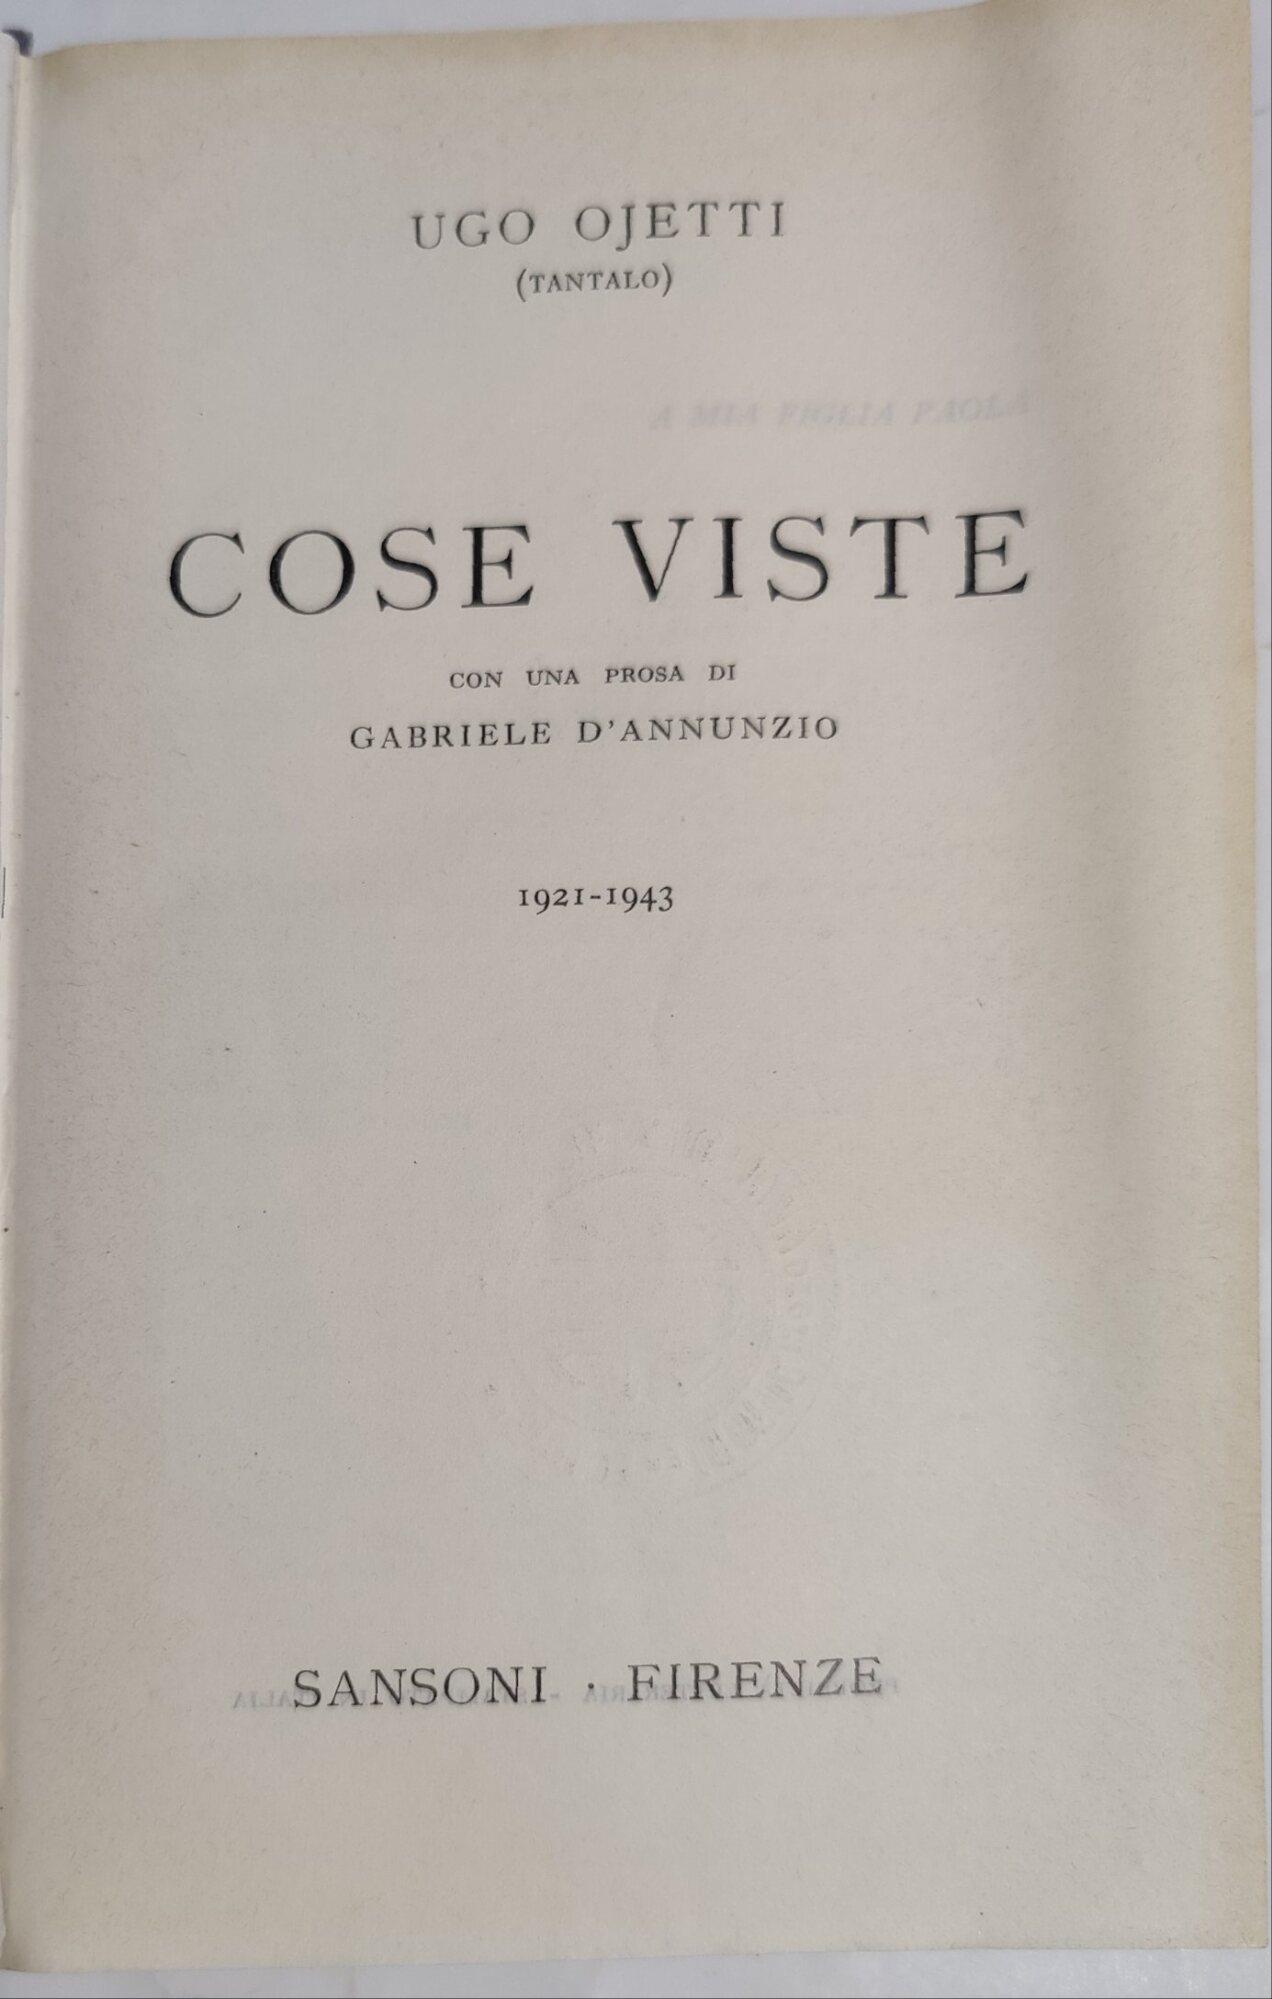 UGO OJETTI
(TANTALO)
A MIA FIGLIA PAOLA
COSE VISTE
CON UNA PROSA DI
GABRIELE D'ANNUNZIO
1921-1943
SANSONI · FIRENZE